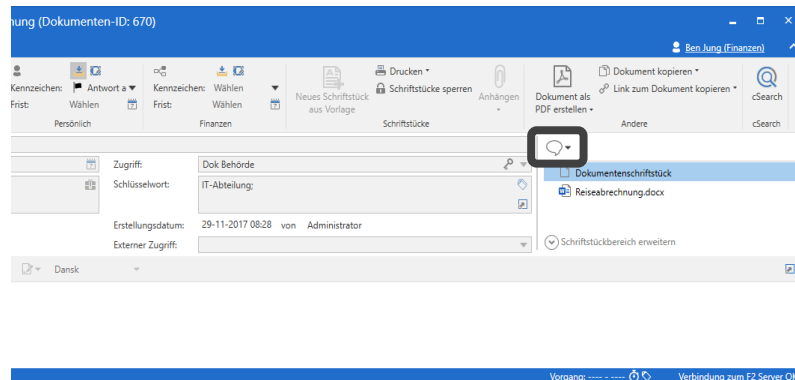 nung (Dokumenten-ID: 670)
Ben Jung (Finanzen)
Kennzeichen: Antwort a
Frist: Wählen
Persönlich
Kennzeichen: Wählen
Frist: Wählen
Finanzen
Neues Schriftstück
aus Vorlage
Drucken
Schriftstücke sperren
Anhängen
Schriftstücke
Dokument als
PDF erstellen
Dokument kopieren
Link zum Dokument kopieren
Andere
cSearch
cSearch
Zugriff: Dok Behörde
Schlüsselwort: IT-Abteilung;
Erstellungsdatum: 29-11-2017 08:28 von Administrator
Externer Zugriff:
Dokumentenschriftstück
Reiseabrechnung.docx
Schriftstückbereich erweitern
Dansk
Vorgang: ---- - ---- Verbindung zum F2 Server OK